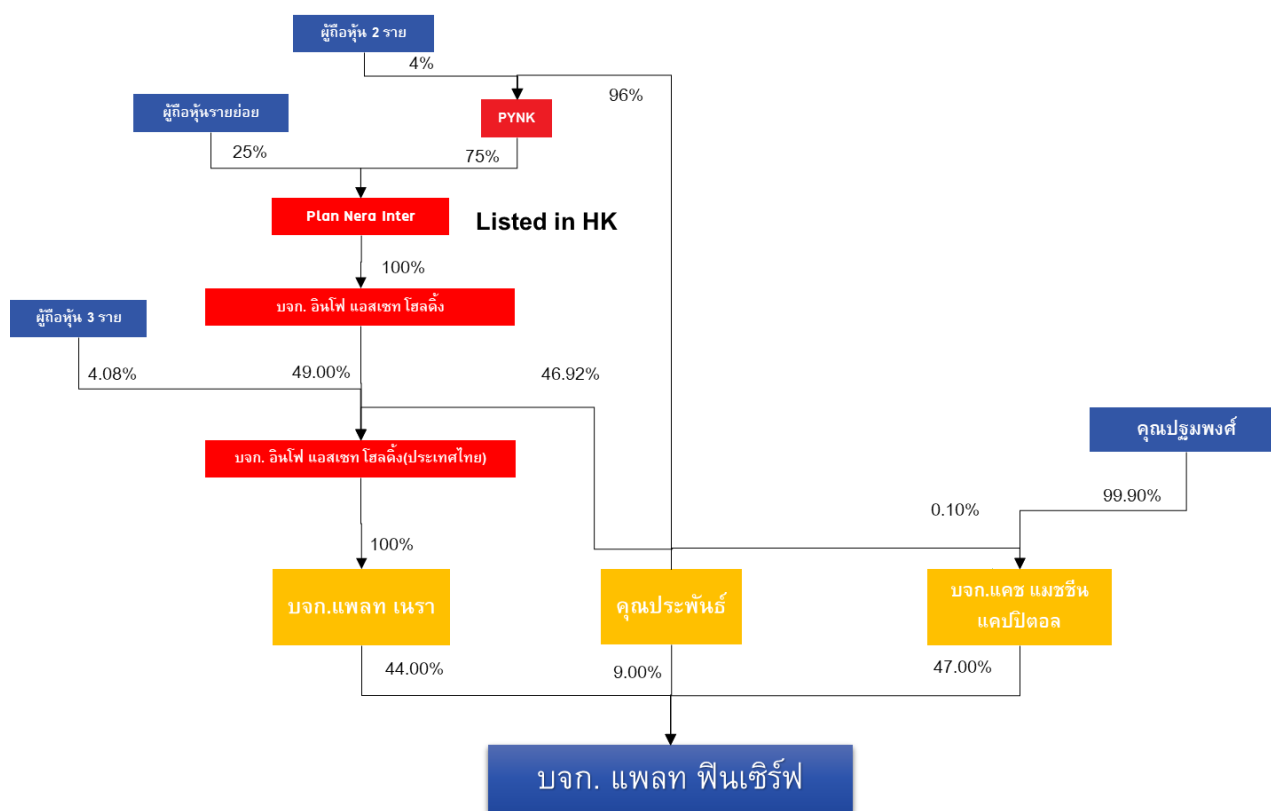 ผู้ถือหุ้น 2 ราย
4%
96%
ผู้ถือหุ้นรายย่อย
PYNK
25%
75%
Plan Nera Inter
Listed in HK
100%
บจก. อินโฟ แอสเซท โฮลดิ้ง
ผู้ถือหุ้น 3 ราย
4.08%
49.00%
46.92%
คุณปฐมพงศ์
บจก. อินโฟ แอสเซท โฮลดิ้ง(ประเทศไทย)
99.90%
0.10%
100%
บจก.แพลท เนรา
คุณประพันธ์
บจก.แคช แมชชีน
แคปปิตอล
44.00%
9.00%
47.00%
บจก. แพลท ฟินเซิร์ฟ